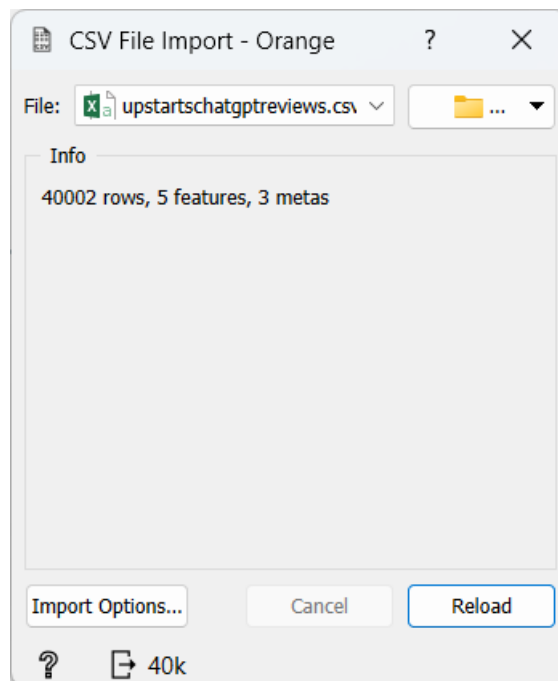 CSV File Import - Orange ? ×
File: upstartschatgptreviews.csv ...
Info
40002 rows, 5 features, 3 metas
Import Options... Cancel Reload
? 40k